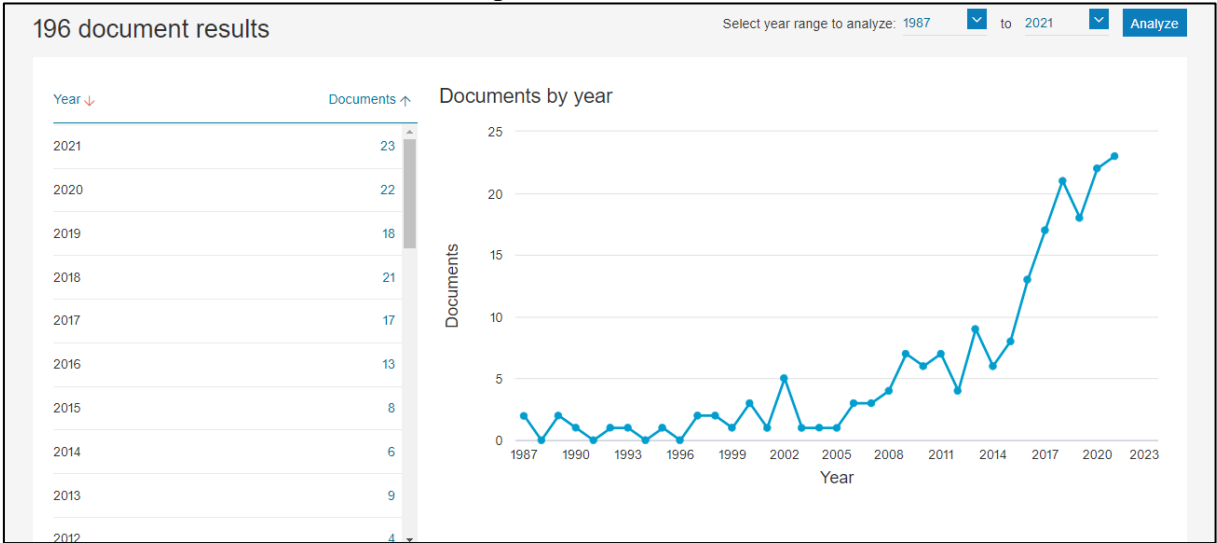 196 document results
Select year range to analyze: 1987 to 2021 Analyze
Year Documents
2021 23
2020 22
2019 18
2018 21
2017 17
2016 13
2015 8
2014 6
2013 9
2012 4
Documents by year
25
20
15
10
5
0
Documents
1987 1990 1993 1996 1999 2002 2005 2008 2011 2014 2017 2020 2023
Year